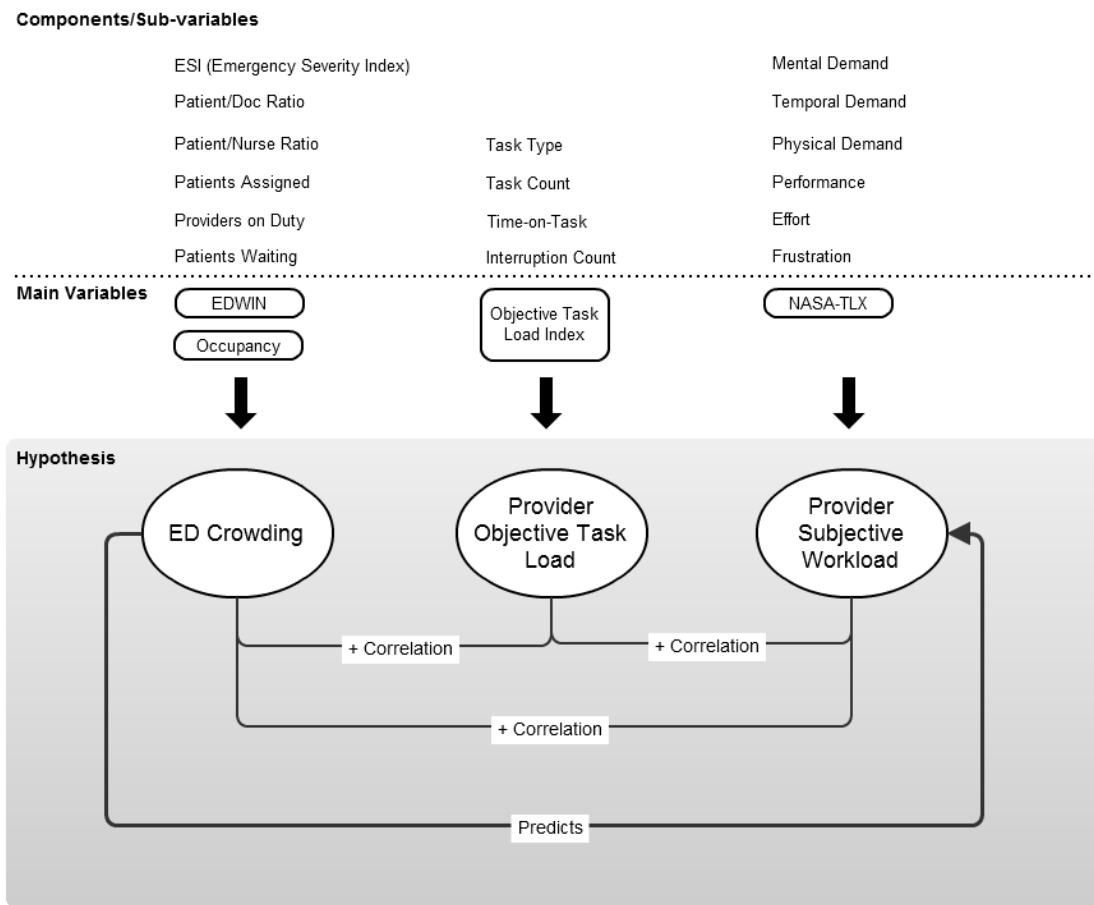 Components/Sub-variables
ESI (Emergency Severity Index)
Patient/Doc Ratio
Patient/Nurse Ratio
Patients Assigned
Providers on Duty
Patients Waiting
Task Type
Task Count
Time-on-Task
Interruption Count
Mental Demand
Temporal Demand
Physical Demand
Performance
Effort
Frustration
Main Variables
EDWIN
Occupancy
Objective Task
Load Index
NASA-TLX
Hypothesis
ED Crowding
Provider
Objective Task
Load
Provider
Subjective
Workload
+ Correlation
+ Correlation
+ Correlation
Predicts